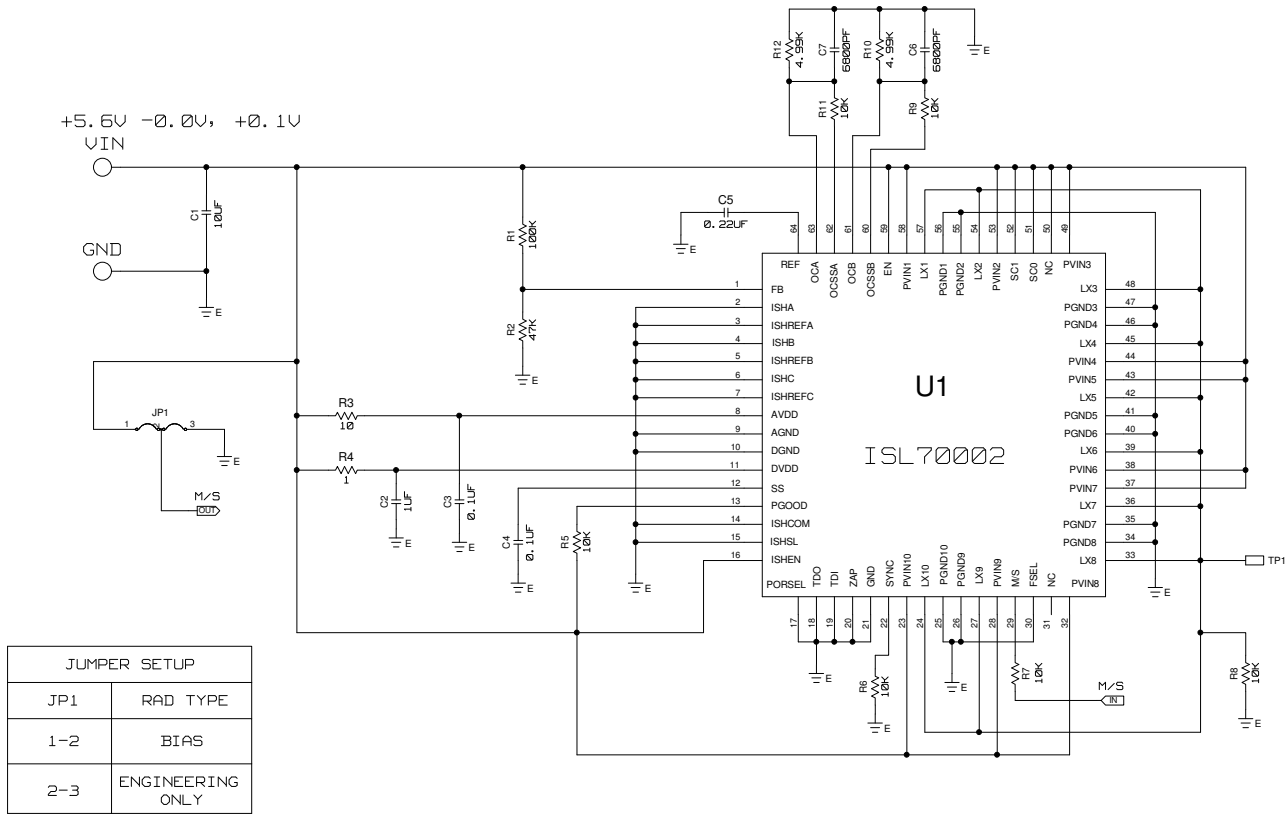 R12
4.99K
C7
6800PF
R10
4.99K
C6
6800PF
E
R11
10K
R9
10K
+5.6V -0.0V, +0.1V
VIN
C1
10UF
GND
E
R1
100K
R2
47K
E
C5
0.22UF
E
64
63
62
61
60
59
58
57
56
55
54
53
52
51
50
49
REF
OCA
OCSSA
OCB
OCSSB
EN
PVIN1
LX1
PGND1
PGND2
LX2
PVIN2
SC1
SC0
NC
PVIN3
1 FB
2 ISHA
3 ISHREFA
4 ISHB
5 ISHREFB
6 ISHC
7 ISHREFC
8 AVDD
9 AGND
10 DGND
11 DVDD
12 SS
13 PGOOD
14 ISHCOM
15 ISHSL
16 ISHEN
U1
ISL70002
LX3 48
PGND3 47
PGND4 46
LX4 45
PVIN4 44
PVIN5 43
LX5 42
PGND5 41
PGND6 40
LX6 39
PVIN6 38
PVIN7 37
LX7 36
PGND7 35
PGND8 34
LX8 33
PORSEL
TDO
TDI
ZAP
GND
SYNC
PVIN10
LX10
PGND10
PGND9
LX9
PVIN9
M/S
FSEL
NC
PVIN8
17
18
19
20
21
22
23
24
25
26
27
28
29
30
31
32
JP1
1 2 3
E
M/S
OUT
R3
10
R4
1
C2
1UF
E
C3
0.1UF
E
C4
0.1UF
E
R5
10K
E
E
TP1
E
R6
10K
E
E
R7
10K
M/S
IN
R8
10K
E
JUMPER SETUP
JP1 RAD TYPE
1-2 BIAS
2-3 ENGINEERING
ONLY